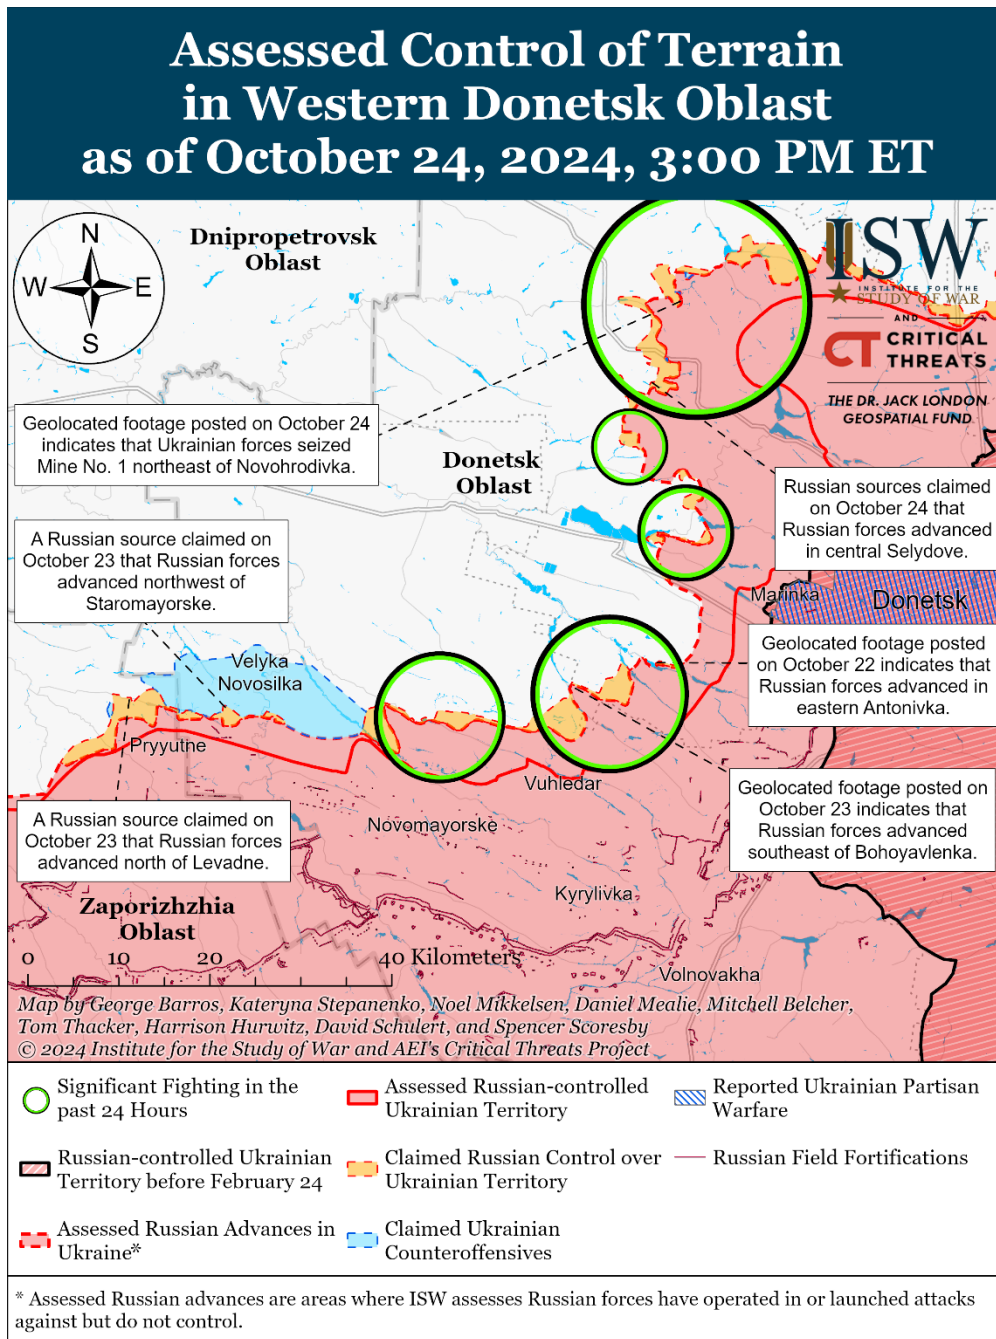 Assessed Control of Terrain
in Western Donetsk Oblast
as of October 24, 2024, 3:00 PM ET
N
W
E
S
Dnipropetrovsk
Oblast
ISW
INSTITUTE FOR THE
STUDY OF WAR
AND
CT CRITICAL
THREATS
THE DR. JACK LONDON
GEOSPATIAL FUND
Geolocated footage posted on October 24
indicates that Ukrainian forces seized
Mine No. 1 northeast of Novohrodivka.
Donetsk
Oblast
Russian sources claimed
on October 24 that
Russian forces advanced
in central Selydove.
A Russian source claimed
on October 23 that Russian forces
advanced northwest of
Staromayorske.
Marinka
Donetsk
Geolocated footage posted
on October 22 indicates that
Russian forces advanced in
eastern Antonivka.
Velyka
Novosilka
Pryyutne
Vuhledar
Geolocated footage posted on
October 23 indicates that
Russian forces advanced
southeast of Bohoyavlenka.
A Russian source claimed on
October 23 that Russian forces
advanced north of Levadne.
Novomayorske
Kyrylivka
Zaporizhzhia
Oblast
Volnovakha
0 10 20 40 Kilometers
Map by George Barros, Kateryna Stepanenko, Noel Mikkelsen, Daniel Mealie, Mitchell Belcher,
Tom Thacker, Harrison Hurwitz, David Schulert, and Spencer Scoresby
© 2024 Institute for the Study of War and AEI's Critical Threats Project
Significant Fighting in the
past 24 Hours
Assessed Russian-controlled
Ukrainian Territory
Reported Ukrainian Partisan
Warfare
Russian-controlled Ukrainian
Territory before February 24
Claimed Russian Control over
Ukrainian Territory
Russian Field Fortifications
Assessed Russian Advances in
Ukraine*
Claimed Ukrainian
Counteroffensives
* Assessed Russian advances are areas where ISW assesses Russian forces have operated in or launched attacks
against but do not control.